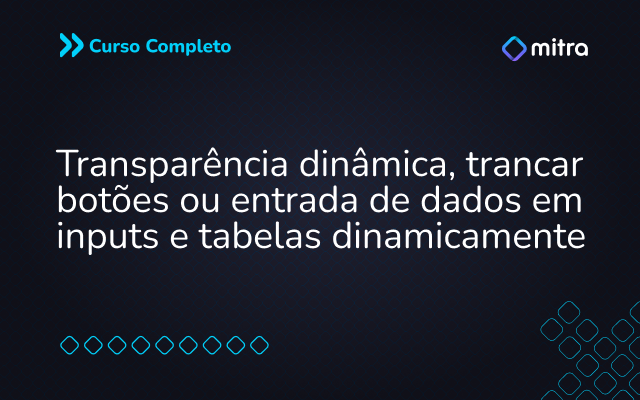 Curso Completo
mitra
Transparência dinâmica, trancar
botões ou entrada de dados em
inputs e tabelas dinamicamente